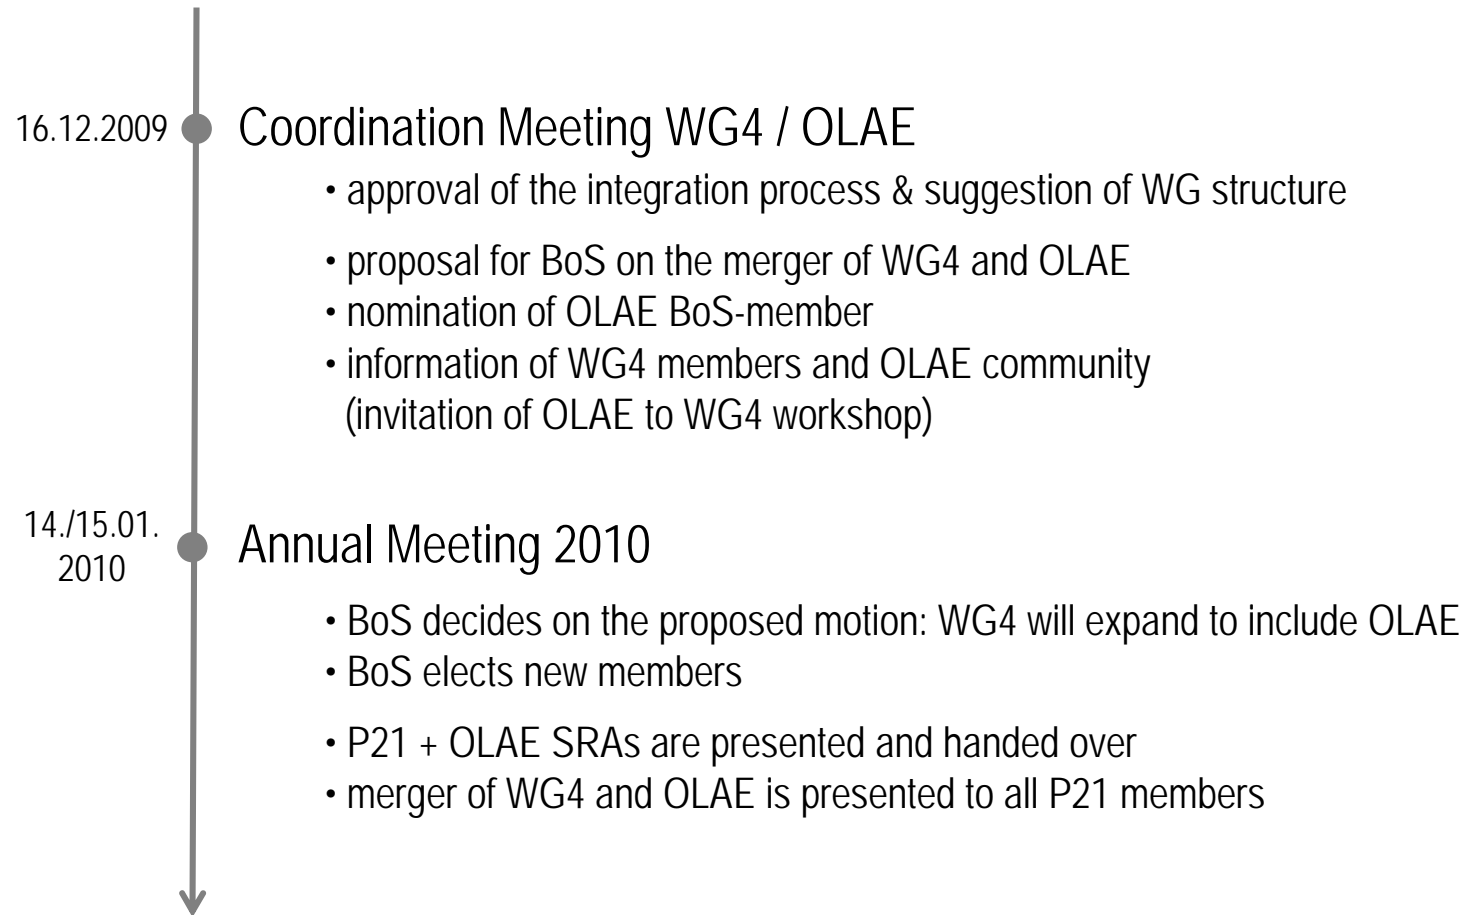 16.12.2009
Coordination Meeting WG4 / OLAE
• approval of the integration process & suggestion of WG structure
• proposal for BoS on the merger of WG4 and OLAE
• nomination of OLAE BoS-member
• information of WG4 members and OLAE community
(invitation of OLAE to WG4 workshop)
14./15.01.
2010
Annual Meeting 2010
• BoS decides on the proposed motion: WG4 will expand to include OLAE
• BoS elects new members
• P21 + OLAE SRAs are presented and handed over
• merger of WG4 and OLAE is presented to all P21 members